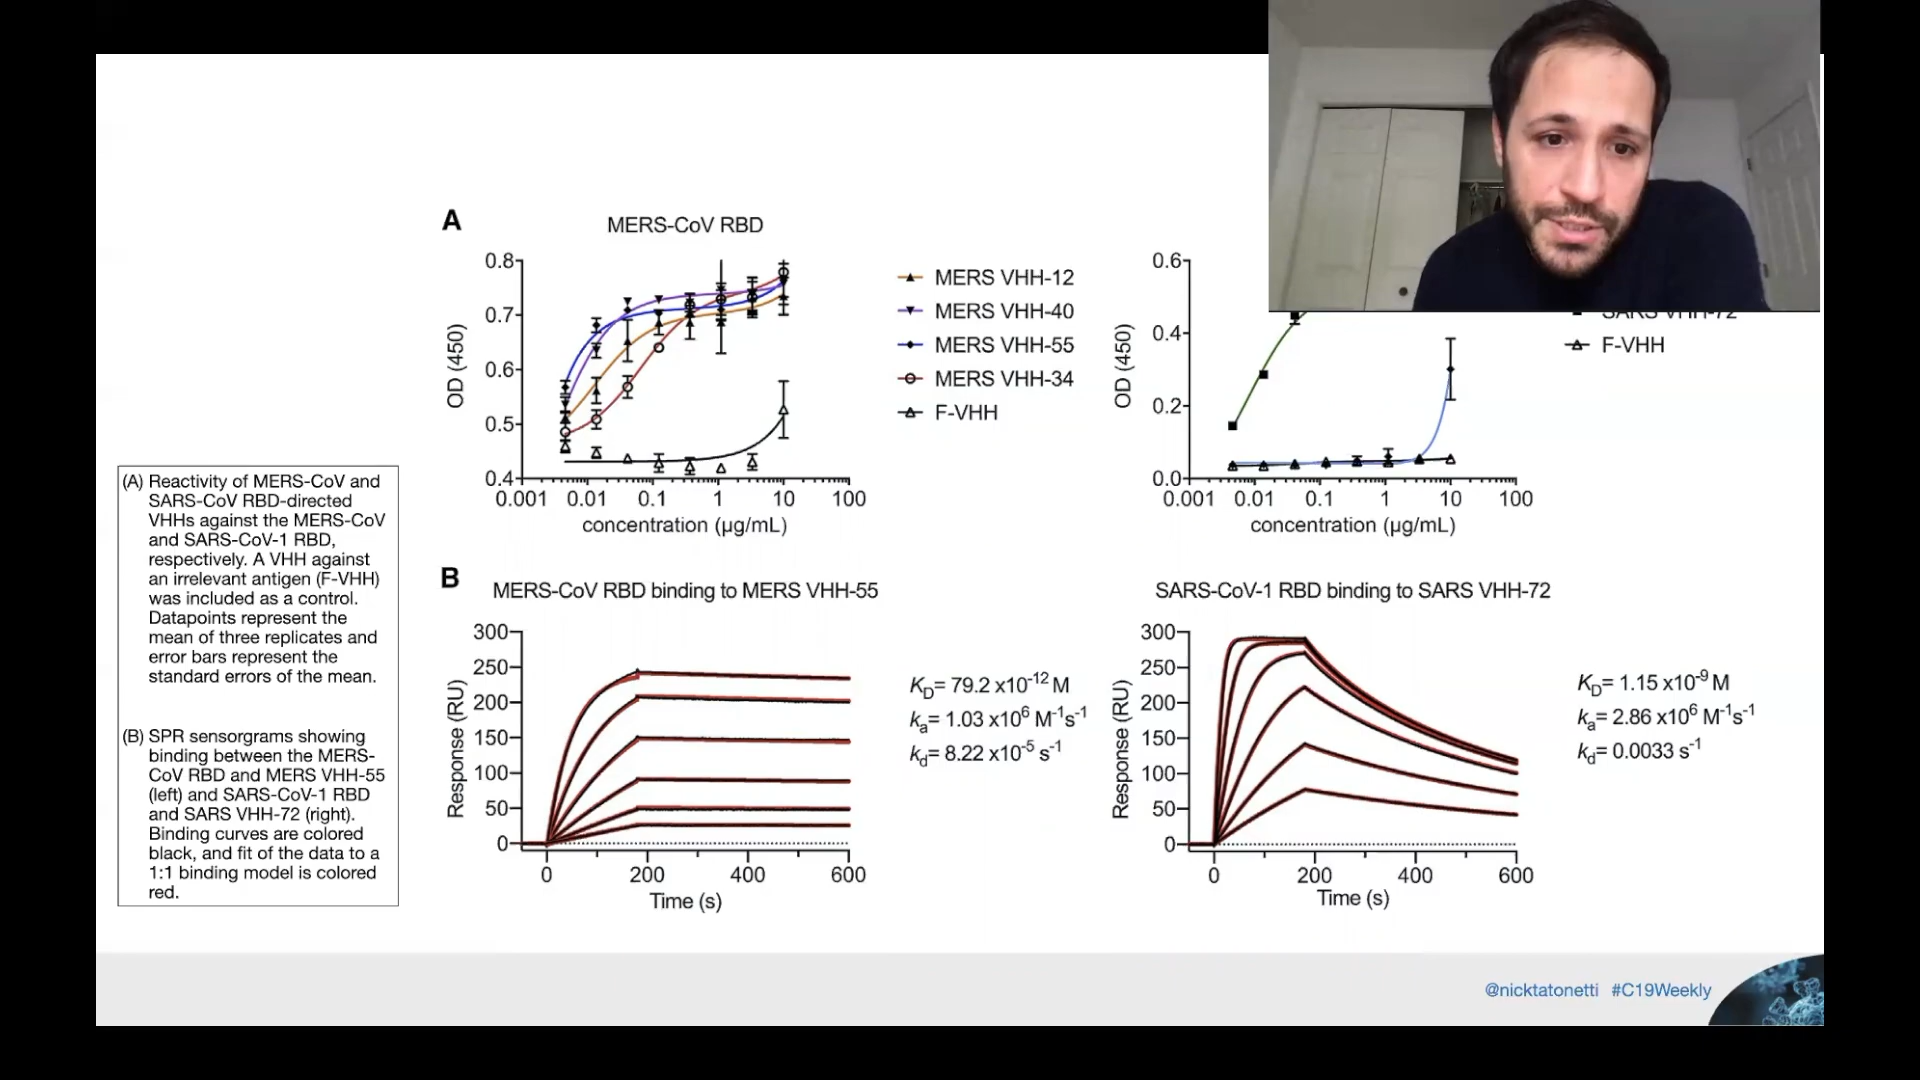 A
MERS-CoV RBD
0.8
0.7
0.6
0.5
0.4
OD (450)
0.001 0.01 0.1 1 10 100
concentration (µg/mL)
MERS VHH-12
MERS VHH-40
MERS VHH-55
MERS VHH-34
F-VHH
0.6
0.4
0.2
0.0
OD (450)
0.001 0.01 0.1 1 10 100
concentration (µg/mL)
SARS VHH-72
F-VHH
(A) Reactivity of MERS-CoV and
SARS-CoV RBD-directed
VHHs against the MERS-CoV
and SARS-CoV-1 RBD,
respectively. A VHH against
an irrelevant antigen (F-VHH)
was included as a control.
Datapoints represent the
mean of three replicates and
error bars represent the
standard errors of the mean.
(B) SPR sensorgrams showing
binding between the MERS-
CoV RBD and MERS VHH-55
(left) and SARS-CoV-1 RBD
and SARS VHH-72 (right).
Binding curves are colored
black, and fit of the data to a
1:1 binding model is colored
red.
B
MERS-CoV RBD binding to MERS VHH-55
300
250
200
150
100
50
0
Response (RU)
0 200 400 600
Time (s)
KD= 79.2 x10-12 M
ka= 1.03 x106 M-1s-1
kd= 8.22 x10-5 s-1
SARS-CoV-1 RBD binding to SARS VHH-72
300
250
200
150
100
50
0
Response (RU)
0 200 400 600
Time (s)
KD= 1.15 x10-9 M
ka= 2.86 x106 M-1s-1
kd= 0.0033 s-1
@nicktatonetti #C19Weekly